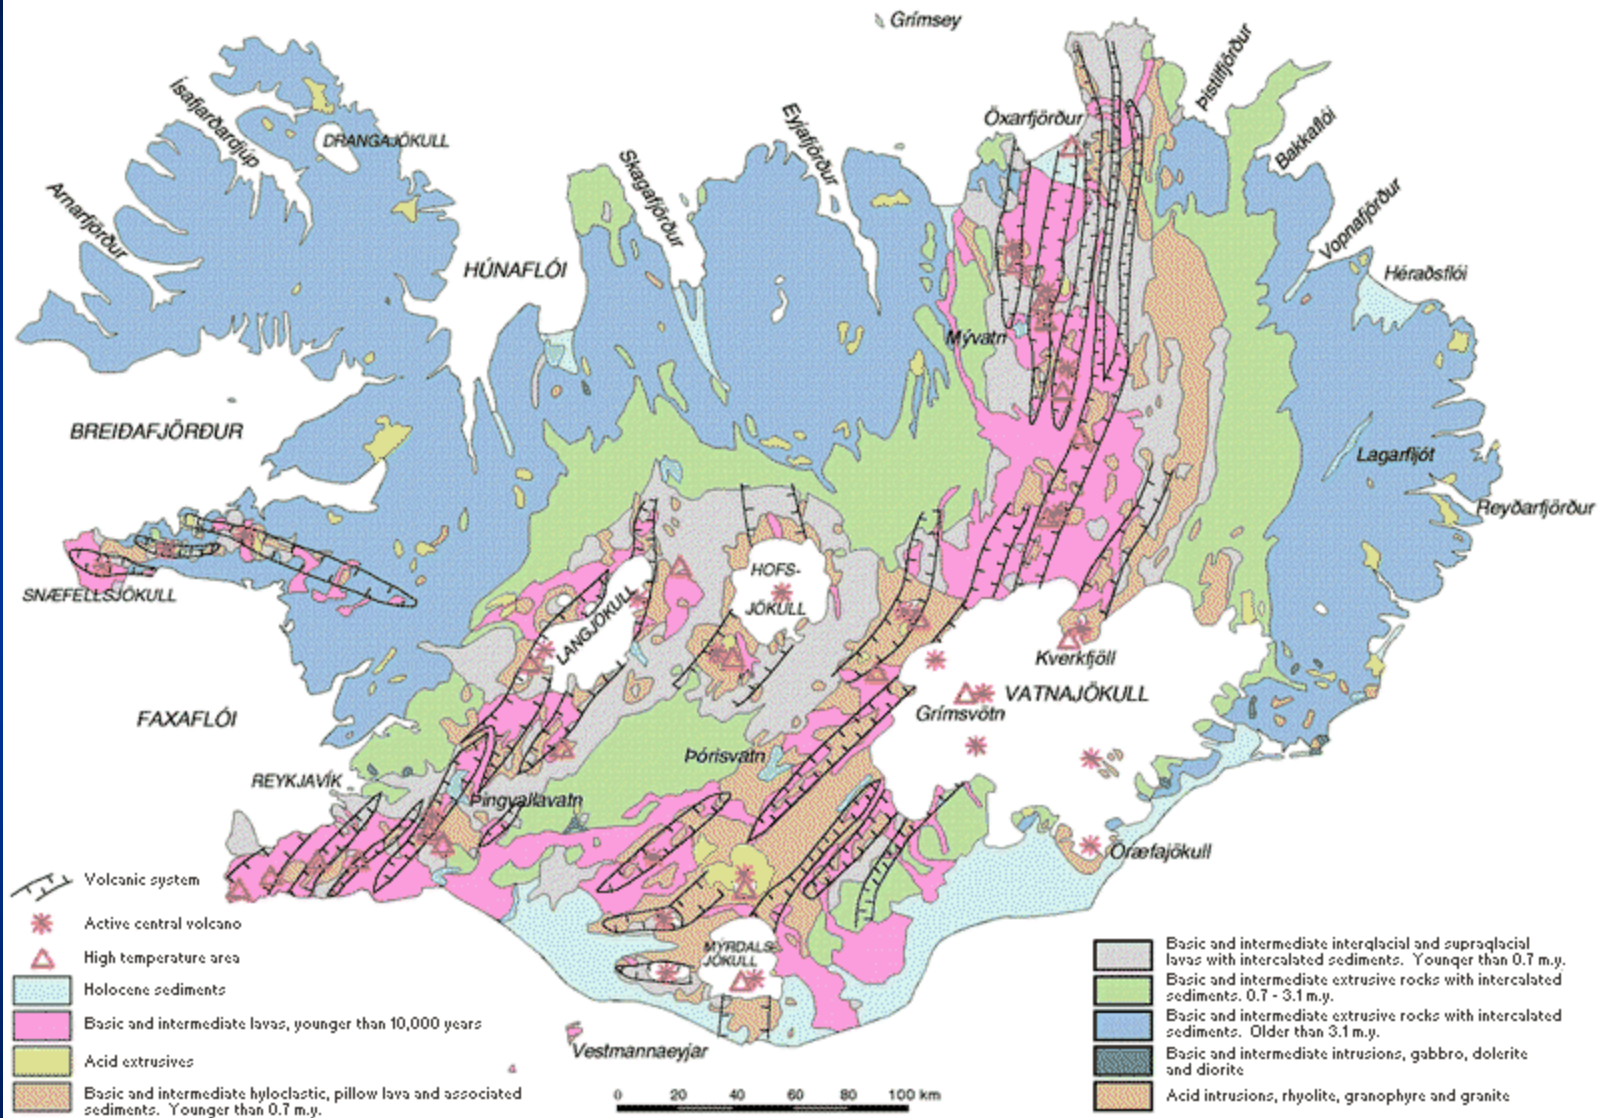 Grímsey
Þistilfjörður
Ísafjarðardjúp
DRANGAJÖKULL
Eyjafjörður
Öxarfjörður
Bakkaflói
Skagafjörður
Arnarfjörður
Vopnafjörður
HÚNAFLÓI
Héraðsflói
Mývatn
BREIÐAFJÖRÐUR
Lagarfljót
Reyðarfjörður
HOFS-
JÖKULL
SNÆFELLSJÖKULL
LANGJÖKULL
Kverkfjöll
VATNAJÖKULL
Grímsvötn
FAXAFLÓI
Þórisvatn
REYKJAVÍK
Þingvallavatn
Öræfajökull
MÝRDALS-
JÖKULL
Vestmannaeyjar
Volcanic system
Active central volcano
High temperature area
Holocene sediments
Basic and intermediate lavas, younger than 10,000 years
Acid extrusives
Basic and intermediate hyloclastic, pillow lava and associated
sediments. Younger than 0.7 m.y.
0 20 40 60 80 100 km
Basic and intermediate interglacial and supraglacial
lavas with intercalated sediments. Younger than 0.7 m.y.
Basic and intermediate extrusive rocks with intercalated
sediments. 0.7 - 3.1 m.y.
Basic and intermediate extrusive rocks with intercalated
sediments. Older than 3.1 m.y.
Basic and intermediate intrusions, gabbro, dolerite
and diorite
Acid intrusions, rhyolite, granophyre and granite